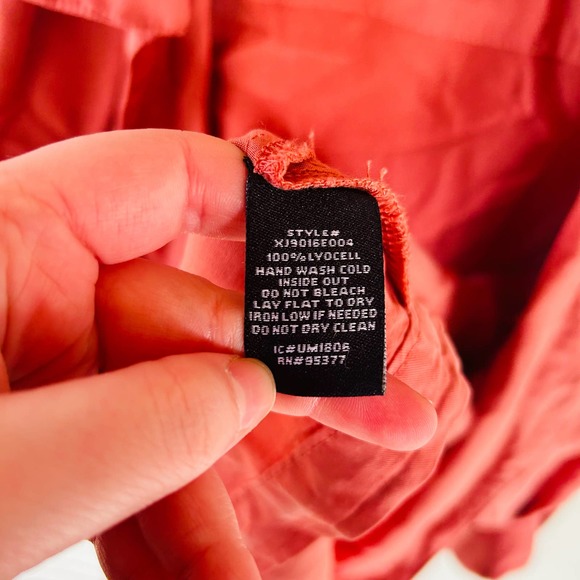 STYLE#
XJ9016E004
100%LYOCELL
HAND WASH COLD
INSIDE OUT
DO NOT BLEACH
LAY FLAT TO DRY
IRON LOW IF NEEDED
DO NOT DRY CLEAN
IC#UM1806
RN#95377